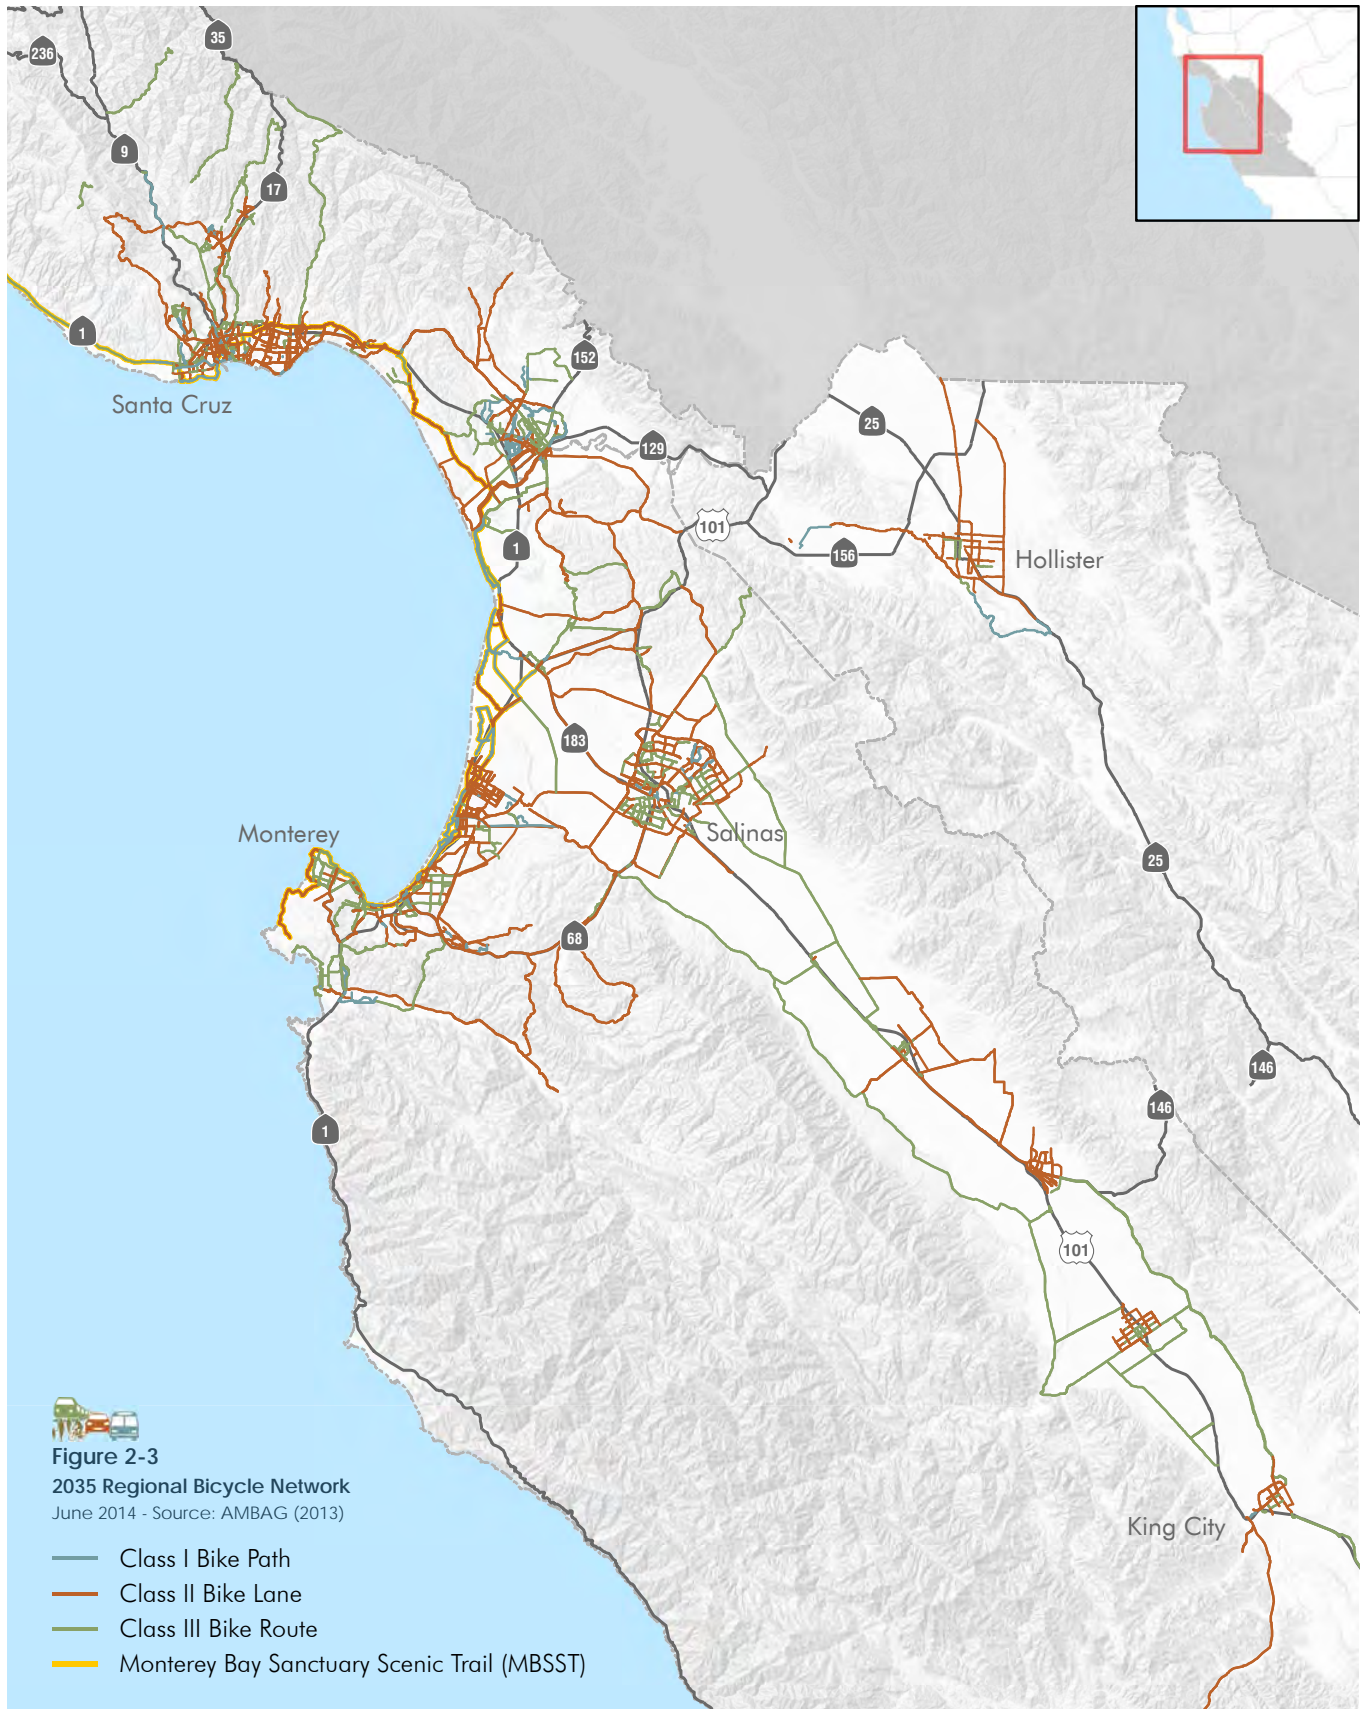 35
236
9
17
1
Santa Cruz
152
25
129
101
1
156
Hollister
183
Monterey
Salinas
25
68
146
146
1
101
King City
Figure 2-3
2035 Regional Bicycle Network
June 2014 - Source: AMBAG (2013)
Class I Bike Path
Class II Bike Lane
Class III Bike Route
Monterey Bay Sanctuary Scenic Trail (MBSST)